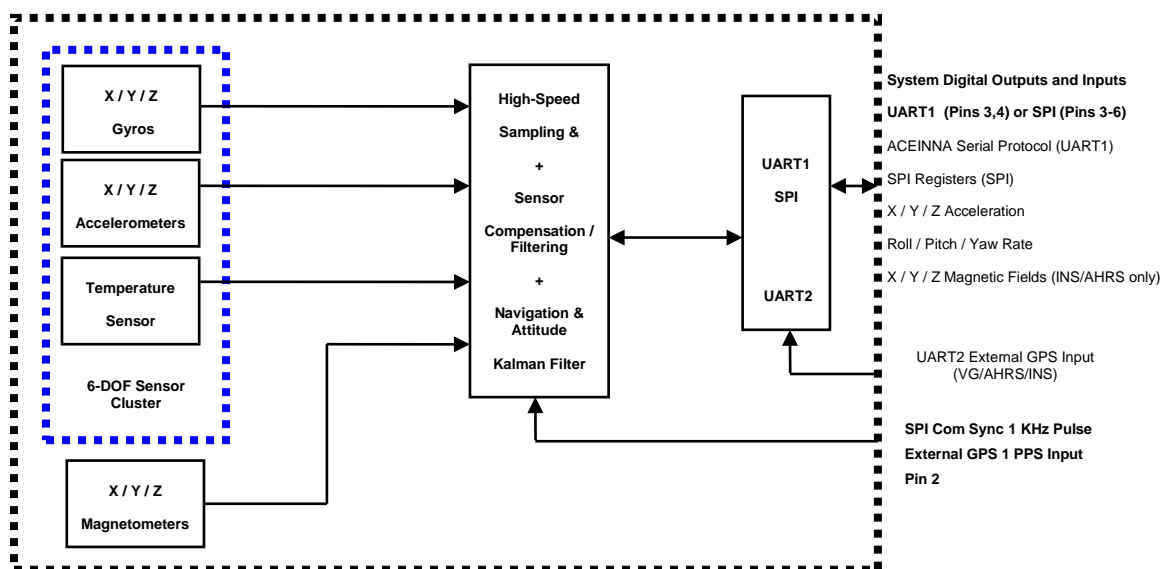 X / Y / Z
Gyros
X / Y / Z
Accelerometers
Temperature
Sensor
6-DOF Sensor
Cluster
X / Y / Z
Magnetometers
High-Speed
Sampling &
+
Sensor
Compensation /
Filtering
+
Navigation &
Attitude
Kalman Filter
UART1
SPI
UART2
System Digital Outputs and Inputs
UART1 (Pins 3,4) or SPI (Pins 3-6)
ACEINNA Serial Protocol (UART1)
SPI Registers (SPI)
X / Y / Z Acceleration
Roll / Pitch / Yaw Rate
X / Y / Z Magnetic Fields (INS/AHRS only)
UART2 External GPS Input
(VG/AHRS/INS)
SPI Com Sync 1 KHz Pulse
External GPS 1 PPS Input
Pin 2